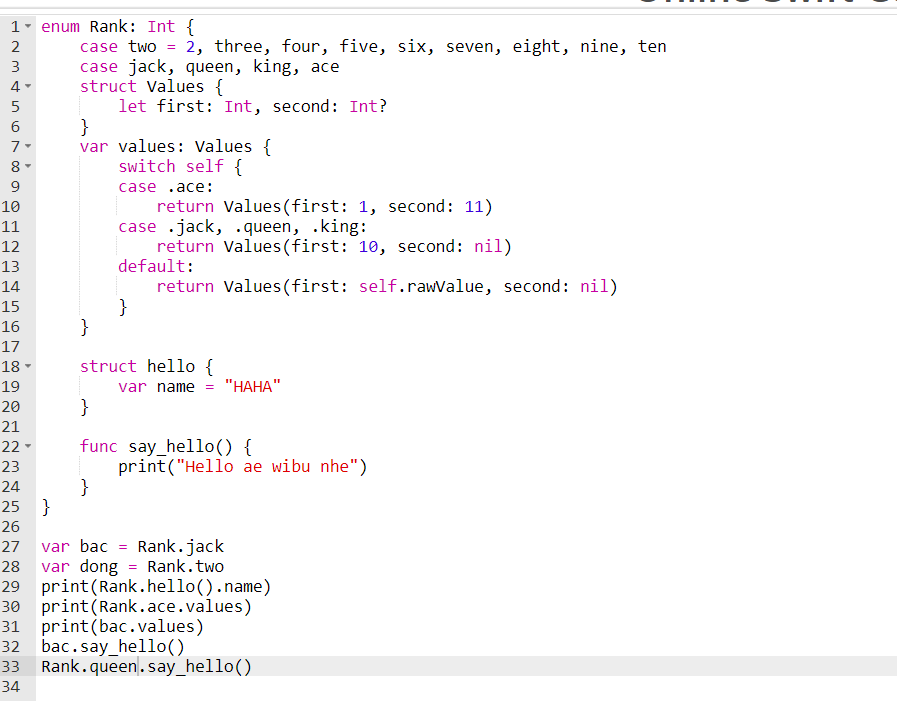 1 enum Rank: Int {
2     case two = 2, three, four, five, six, seven, eight, nine, ten
3     case jack, queen, king, ace
4     struct Values {
5         let first: Int, second: Int?
6     }
7     var values: Values {
8         switch self {
9         case .ace:
10             return Values(first: 1, second: 11)
11         case .jack, .queen, .king:
12             return Values(first: 10, second: nil)
13         default:
14             return Values(first: self.rawValue, second: nil)
15         }
16     }
17
18     struct hello {
19         var name = "HAHA"
20     }
21
22     func say_hello() {
23         print("Hello ae wibu nhe")
24     }
25 }
26
27 var bac = Rank.jack
28 var dong = Rank.two
29 print(Rank.hello().name)
30 print(Rank.ace.values)
31 print(bac.values)
32 bac.say_hello()
33 Rank.queen.say_hello()
34